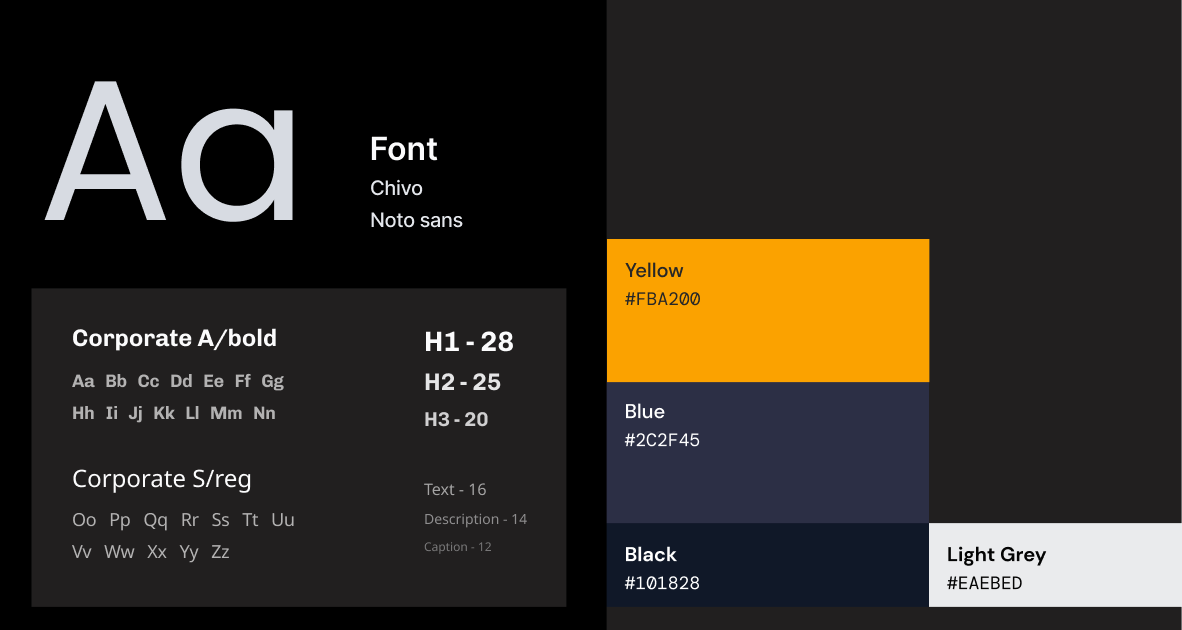 Aa
Font
Chivo
Noto sans
Corporate A/bold
Aa Bb Cc Dd Ee Ff Gg
Hh Ii Jj Kk Ll Mm Nn
H1 - 28
H2 - 25
H3 - 20
Corporate S/reg
Oo Pp Qq Rr Ss Tt Uu
Vv Ww Xx Yy Zz
Text - 16
Description - 14
Caption - 12
Yellow
#FBA200
Blue
#2C2F45
Black
#101828
Light Grey
#EAEBED